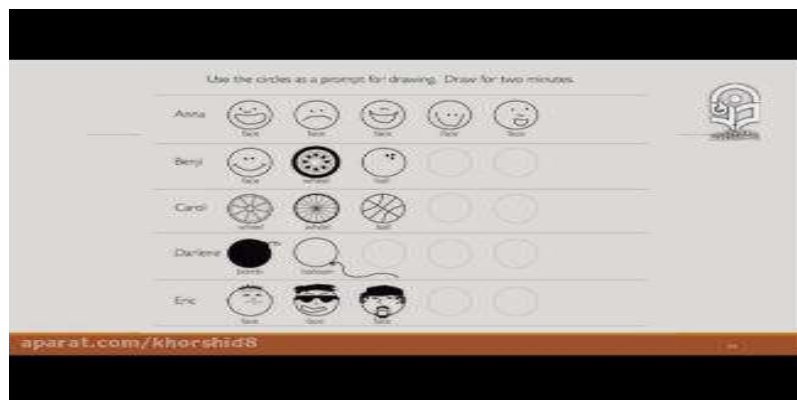 Use the circles as a prompt for drawing. Draw for two minutes.
Anna
face face face face face
Benji
face wheel ball
Carol
wheel wheel ball
Darlene
bomb balloon
Eric
face face face
aparat.com/khorshid8